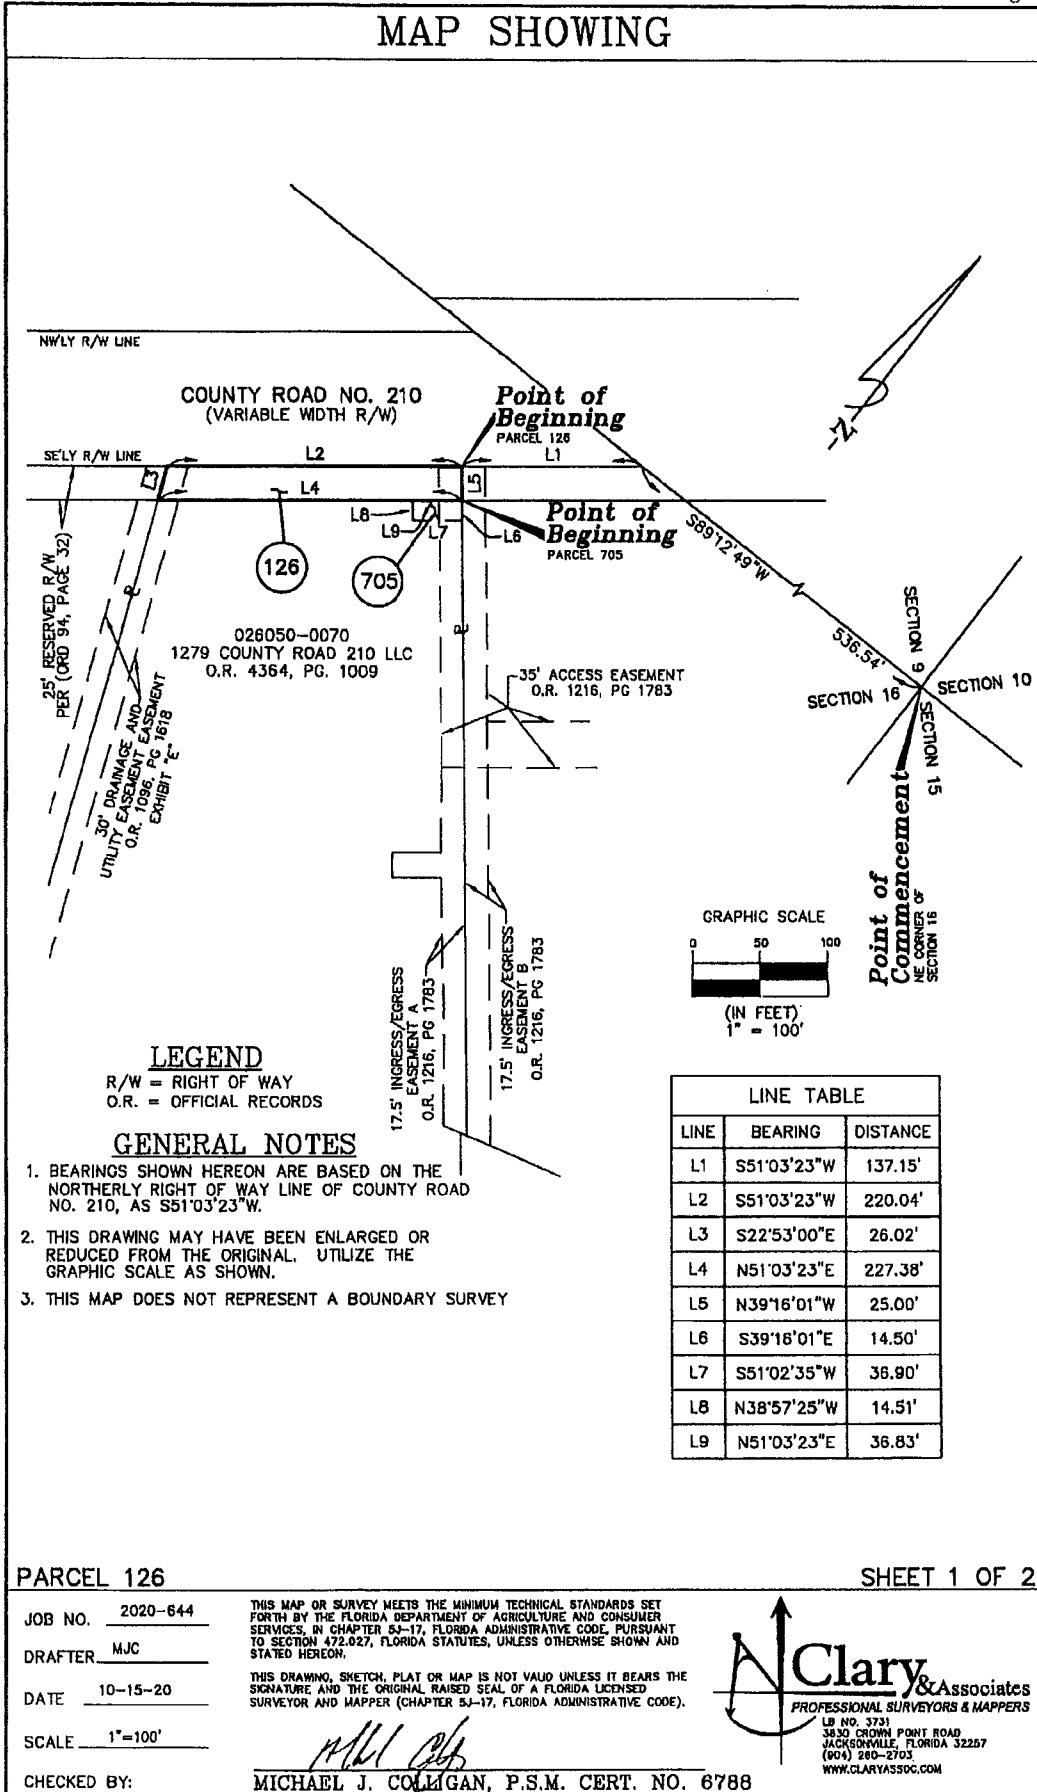 MAP SHOWING
NW'LY R/W LINE
COUNTY ROAD NO. 210
(VARIABLE WIDTH R/W)
Point of
Beginning
PARCEL 126
SE'LY R/W LINE
L2
L1
L3
L5
L4
L8
L9
L7
L6
Point of
Beginning
PARCEL 705
126
705
S89°12'49"W
536.54'
N
25' RESERVED R/W
PER (ORD 94, PAGE 32)
026050-0070
1279 COUNTY ROAD 210 LLC
O.R. 4364, PG. 1009
35' ACCESS EASEMENT
O.R. 1216, PG 1783
SECTION 9
SECTION 16
SECTION 10
SECTION 15
30' DRAINAGE AND
UTILITY EASEMENT EASEMENT
O.R. 1096, PG 1618
EXHIBIT "E"
Point of
Commencement
NE CORNER OF
SECTION 16
GRAPHIC SCALE
0 50 100
(IN FEET)
1" = 100'
17.5' INGRESS/EGRESS
EASEMENT A
O.R. 1216, PG 1783
17.5' INGRESS/EGRESS
EASEMENT B
O.R. 1216, PG 1783
LEGEND
R/W = RIGHT OF WAY
O.R. = OFFICIAL RECORDS
GENERAL NOTES
1. BEARINGS SHOWN HEREON ARE BASED ON THE
NORTHERLY RIGHT OF WAY LINE OF COUNTY ROAD
NO. 210, AS S51°03'23"W.
2. THIS DRAWING MAY HAVE BEEN ENLARGED OR
REDUCED FROM THE ORIGINAL. UTILIZE THE
GRAPHIC SCALE AS SHOWN.
3. THIS MAP DOES NOT REPRESENT A BOUNDARY SURVEY
LINE TABLE
LINE BEARING DISTANCE
L1 S51°03'23"W 137.15'
L2 S51°03'23"W 220.04'
L3 S22°53'00"E 26.02'
L4 N51°03'23"E 227.38'
L5 N39°16'01"W 25.00'
L6 S39°16'01"E 14.50'
L7 S51°02'35"W 36.90'
L8 N38°57'25"W 14.51'
L9 N51°03'23"E 36.83'
PARCEL 126
SHEET 1 OF 2
JOB NO. 2020-644
DRAFTER MJC
DATE 10-15-20
SCALE 1"=100'
CHECKED BY:
THIS MAP OR SURVEY MEETS THE MINIMUM TECHNICAL STANDARDS SET
FORTH BY THE FLORIDA DEPARTMENT OF AGRICULTURE AND CONSUMER
SERVICES, IN CHAPTER 5J-17, FLORIDA ADMINISTRATIVE CODE, PURSUANT
TO SECTION 472.027, FLORIDA STATUTES, UNLESS OTHERWISE SHOWN AND
STATED HEREON.
THIS DRAWING, SKETCH, PLAT OR MAP IS NOT VALID UNLESS IT BEARS THE
SIGNATURE AND THE ORIGINAL RAISED SEAL OF A FLORIDA LICENSED
SURVEYOR AND MAPPER (CHAPTER 5J-17, FLORIDA ADMINISTRATIVE CODE).
MICHAEL J. COLLIGAN, P.S.M. CERT. NO. 6788
Clary
& Associates
PROFESSIONAL SURVEYORS & MAPPERS
LB NO. 3731
3830 CROWN POINT ROAD
JACKSONVILLE, FLORIDA 32257
(904) 260-2703
WWW.CLARYASSOC.COM